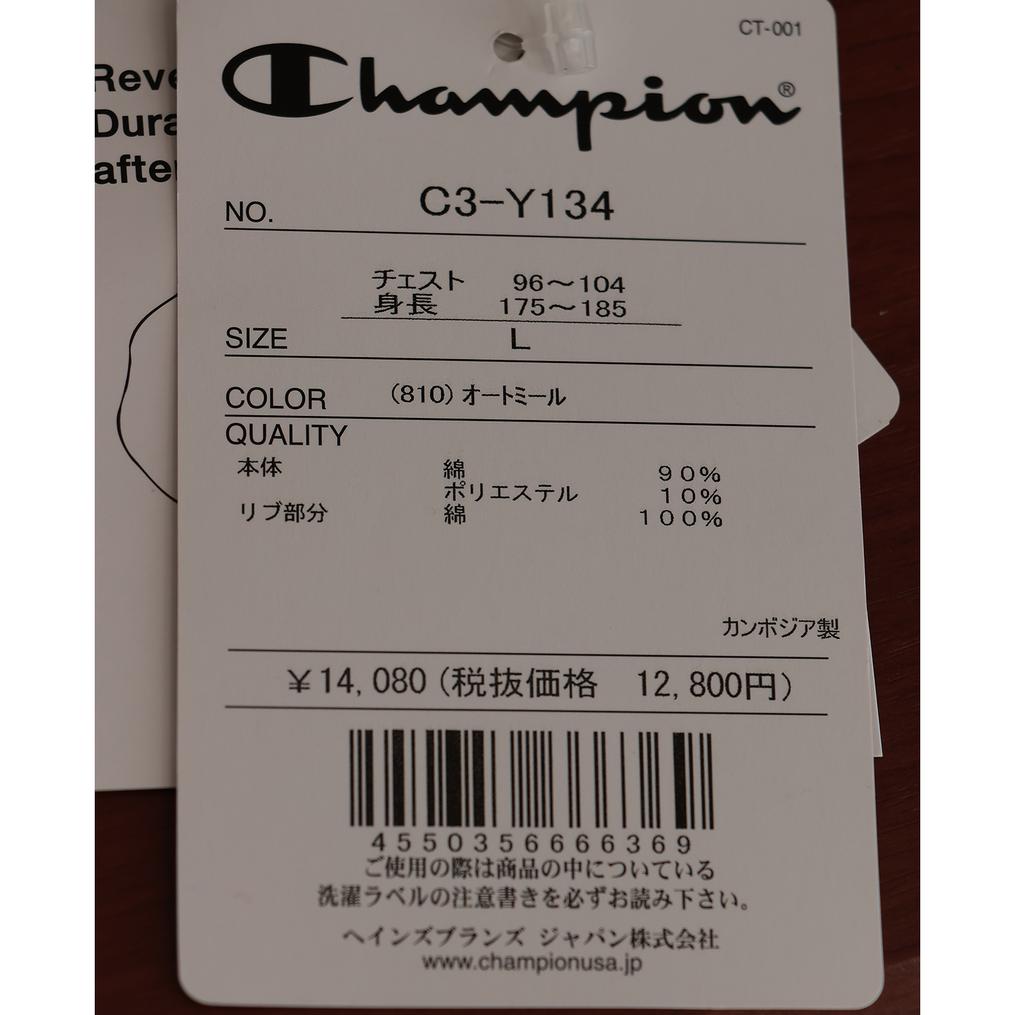 CT-001
Champion®
Reve
Dura
after
NO. C3-Y134
チェスト 96～104
身長 175～185
SIZE L
COLOR (810) オートミール
QUALITY
本体 綿 90%
ポリエステル 10%
リブ部分 綿 100%
カンボジア製
￥14,080 (税抜価格 12,800円)
4550356666369
ご使用の際は商品の中についている
洗濯ラベルの注意書きを必ずお読み下さい。
ヘインズブランズ ジャパン株式会社
www.championusa.jp